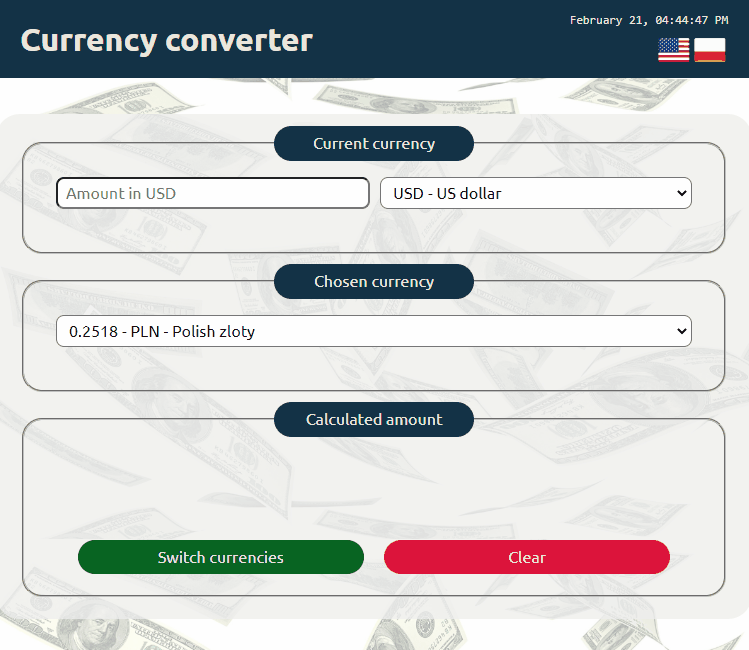 Currency converter
February 21, 04:44:47 PM
Current currency
Amount in USD
USD - US dollar
Chosen currency
0.2518 - PLN - Polish zloty
Calculated amount
Switch currencies
Clear